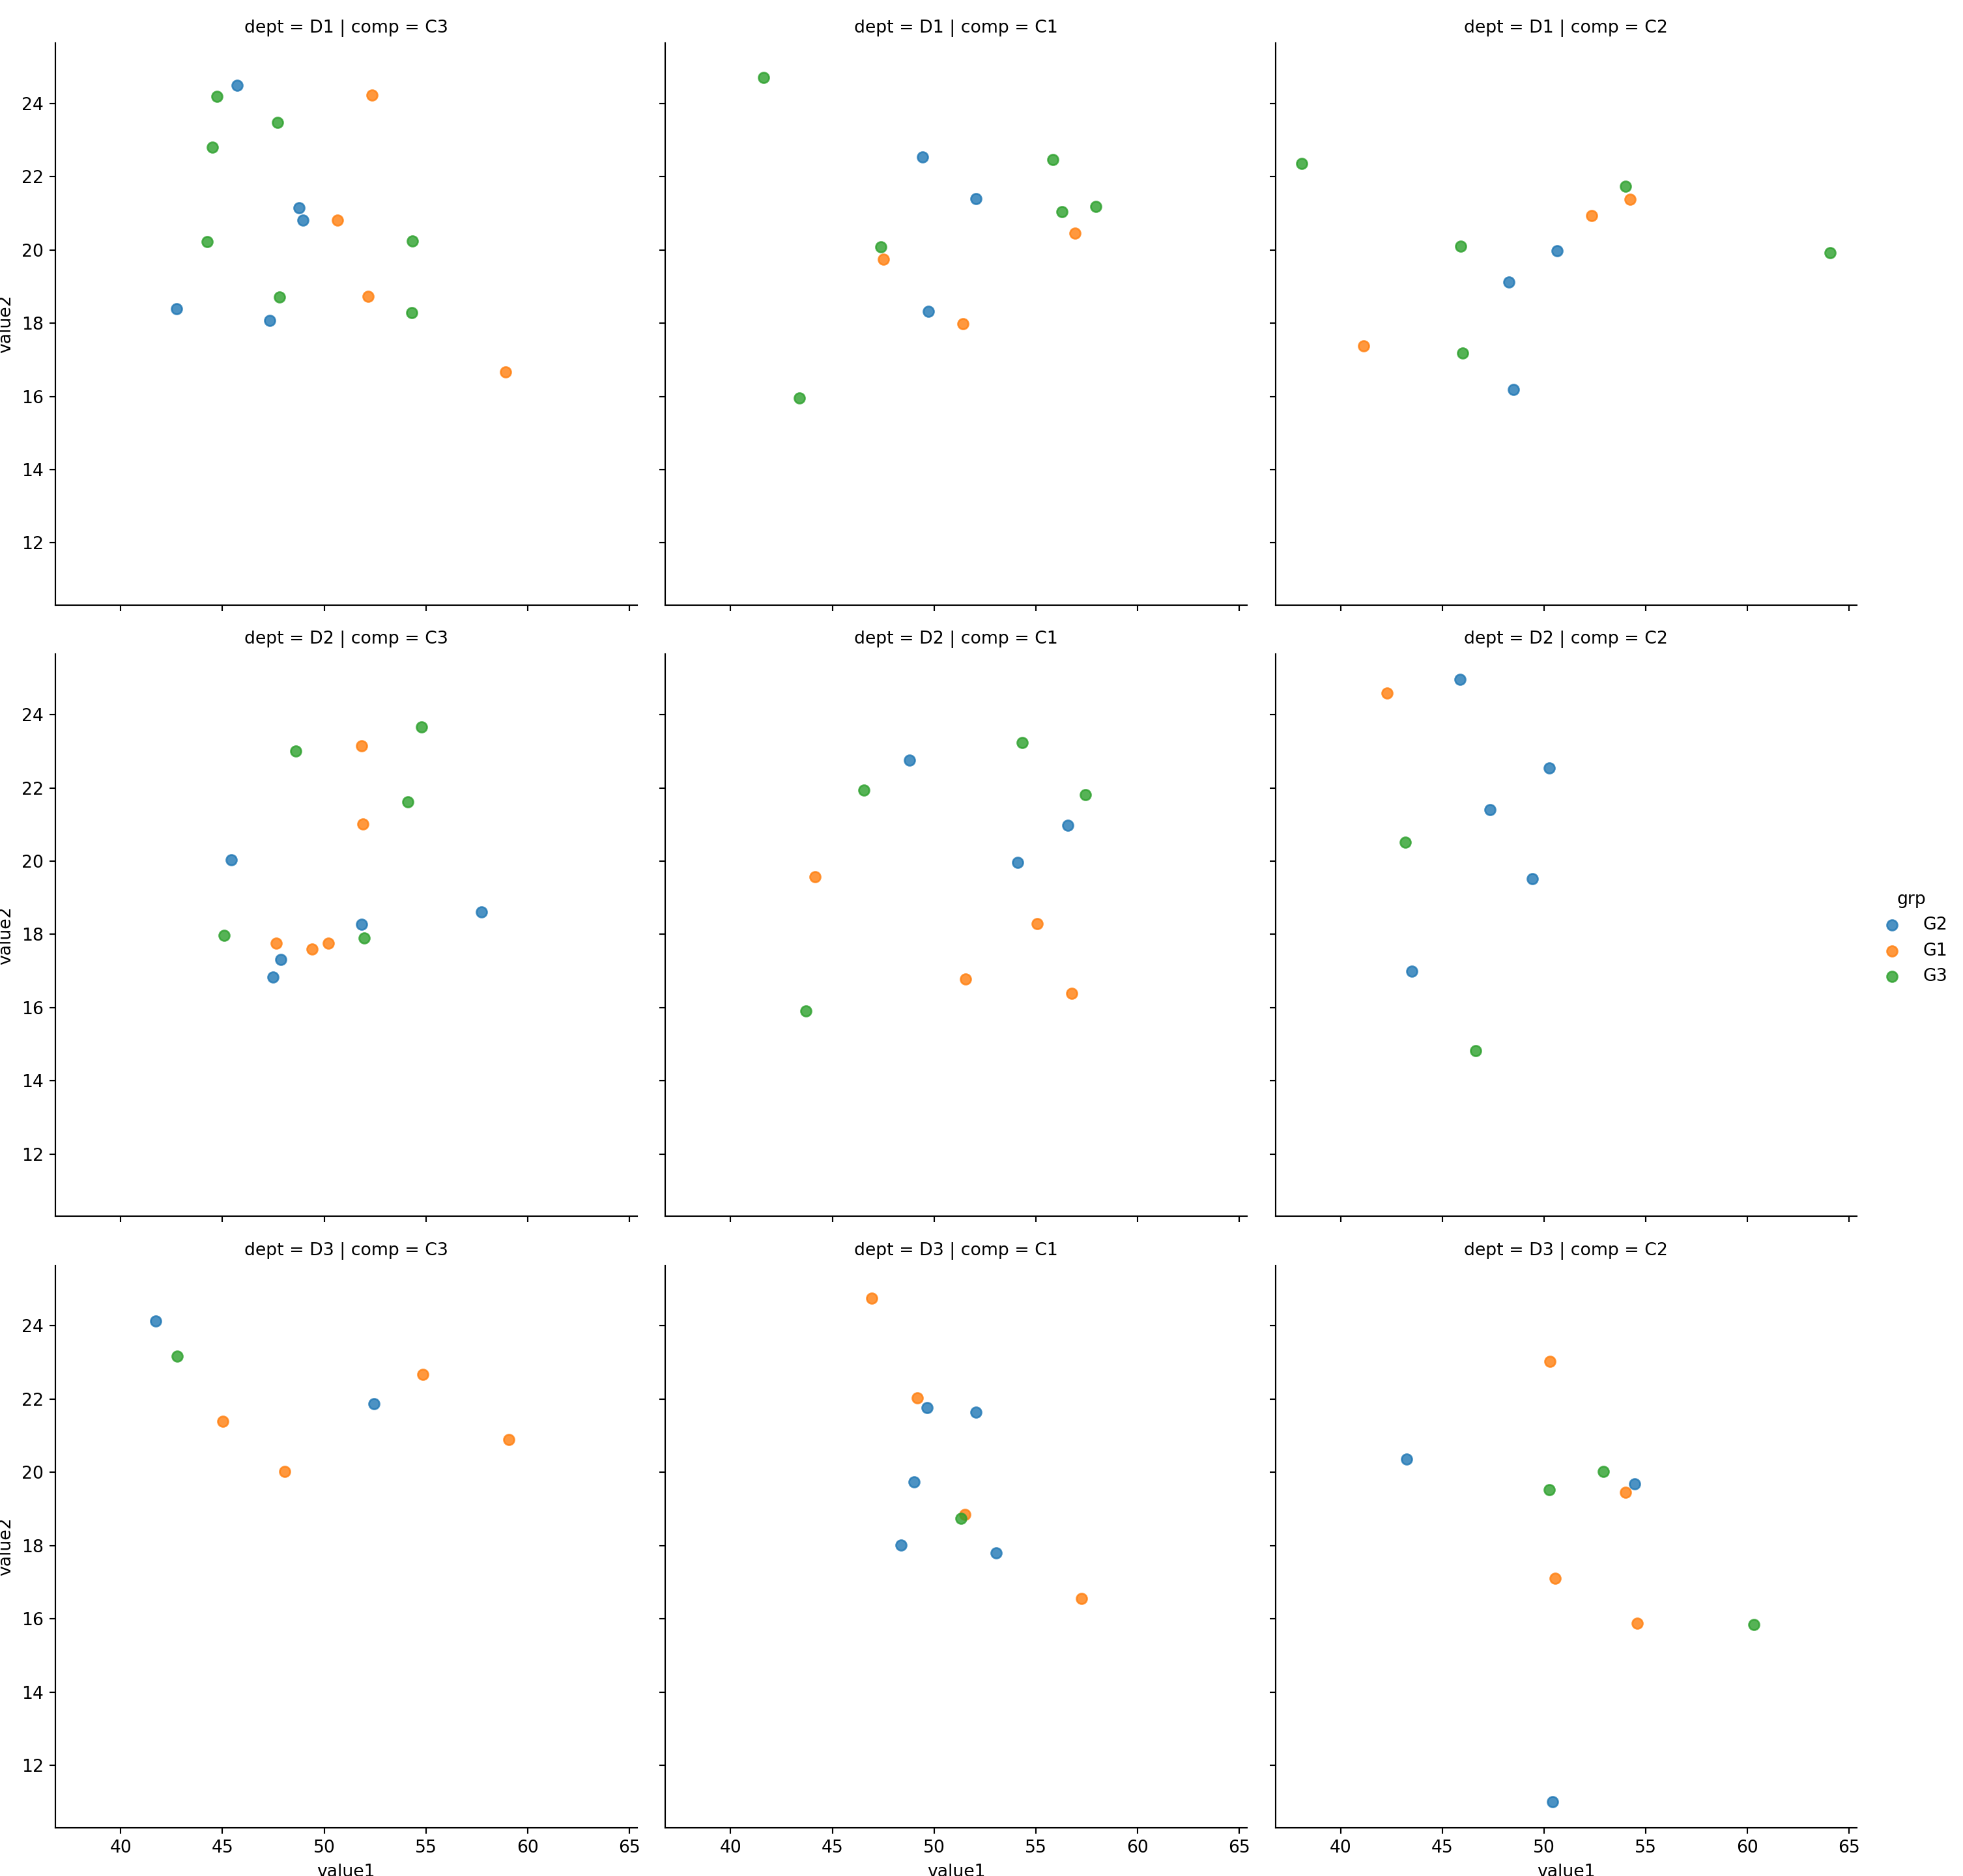 dept = D1 | comp = C3
dept = D1 | comp = C1
dept = D1 | comp = C2
24
22
20
18
16
14
12
value2
dept = D2 | comp = C3
dept = D2 | comp = C1
dept = D2 | comp = C2
24
22
20
18
16
14
12
value2
grp
G2
G1
G3
dept = D3 | comp = C3
dept = D3 | comp = C1
dept = D3 | comp = C2
24
22
20
18
16
14
12
value2
40 45 50 55 60 65
40 45 50 55 60 65
40 45 50 55 60 65
value1
value1
value1